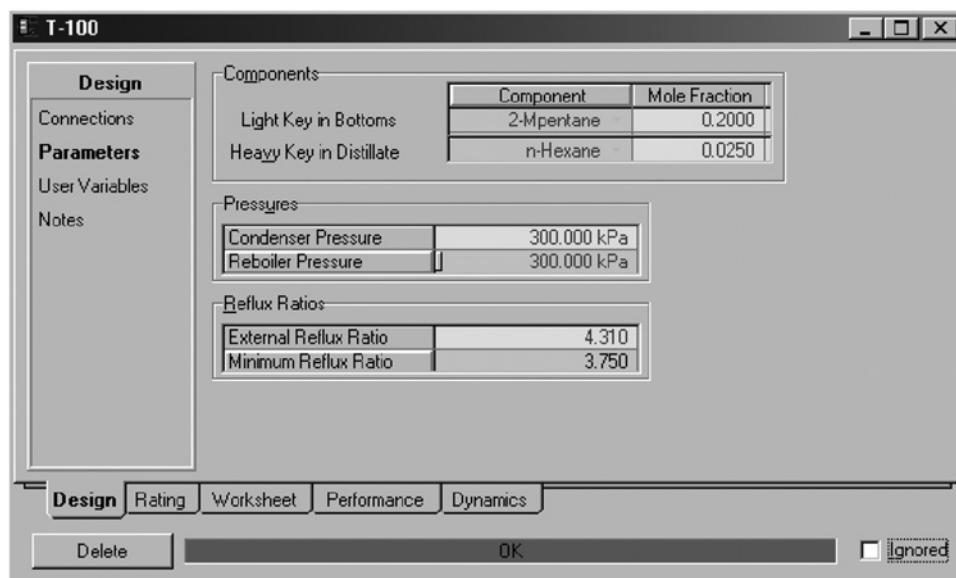 T-100
Design
Connections
Parameters
User Variables
Notes
Components
Component Mole Fraction
Light Key in Bottoms 2-Mpentane 0.2000
Heavy Key in Distillate n-Hexane 0.0250
Pressures
Condenser Pressure 300.000 kPa
Reboiler Pressure 300.000 kPa
Reflux Ratios
External Reflux Ratio 4.310
Minimum Reflux Ratio 3.750
Design Rating Worksheet Performance Dynamics
Delete OK Ignored